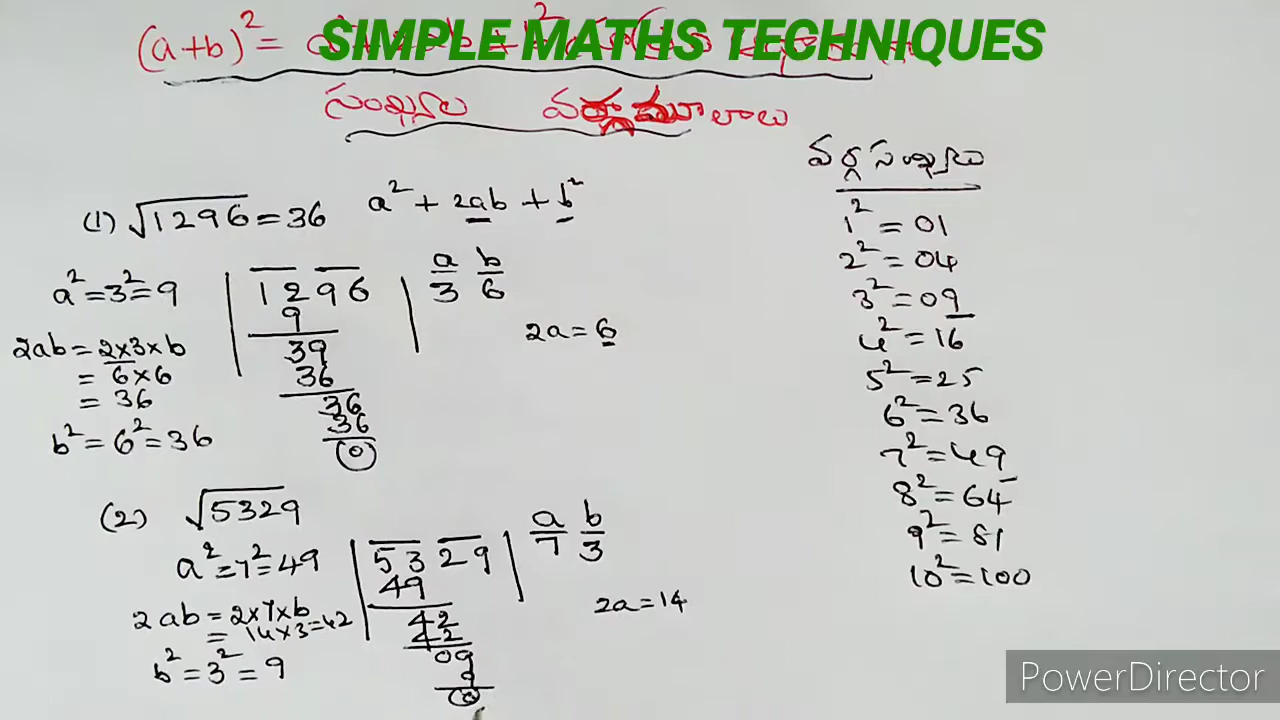 SIMPLE MATHS TECHNIQUES
(a+b)² =
సంఖ్యల వర్గమూలాలు
వర్గ సంఖ్యలు
1² = 01
2² = 04
3² = 09
4² = 16
5² = 25
6² = 36
7² = 49
8² = 64
9² = 81
10² = 100
(1) √1296 = 36 a² + 2ab + b²
a² = 3² = 9
2ab = 2×3×b
= 6×6
= 36
b² = 6² = 36
1296
9
39
36
36
36
0
a b
3 6
2a = 6
(2) √5329
a² = 7² = 49
2ab = 2×7×b
= 14×3=42
b² = 3² = 9
53 29
49
42
42
09
9
0
a b
7 3
2a = 14
PowerDirector